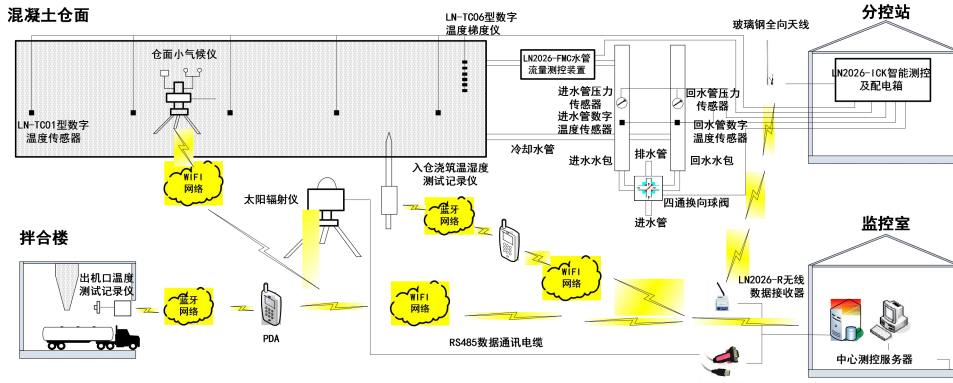 混凝土仓面
LN-TC06型数字
温度梯度仪
仓面小气候仪
LN-TC01型数字
温度传感器
LN2026-FMC水管
流量测控装置
玻璃钢全向天线
分控站
LN2026-ICK智能测控
及配电箱
进水管压力
传感器
进水管数字
温度传感器
回水管压力
传感器
回水管数字
温度传感器
冷却水管
进水水包
排水管
回水水包
四通换向球阀
进水管
入仓浇筑温湿度
测试记录仪
WIFI
网络
太阳辐射仪
蓝牙
网络
WIFI
网络
拌合楼
出机口温度
测试记录仪
蓝牙
网络
PDA
WIFI
网络
RS485数据通讯电缆
LN2026-R无线
数据接收器
监控室
中心测控服务器